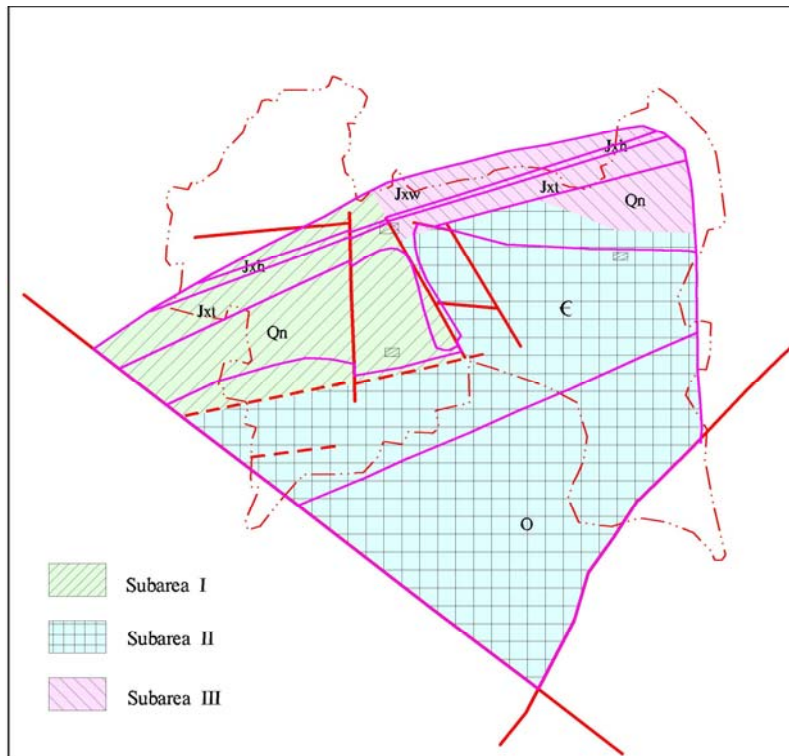 Jxh
Jxw
Jxt
Qn
Jxh
Jxt
Qn
Є
O
Subarea I
Subarea II
Subarea III